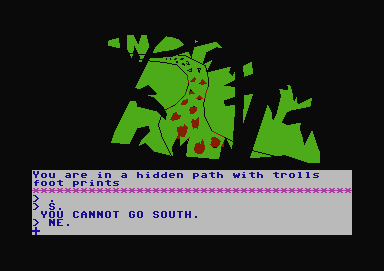 You are in a hidden path with trolls
foot prints
************************************************
> .
> S.
YOU CANNOT GO SOUTH.
> NE.
+